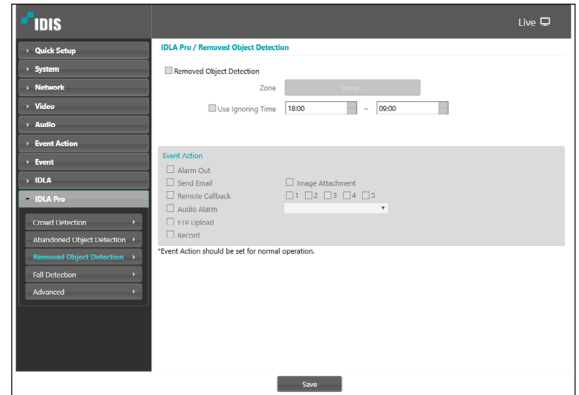 IDIS
Live
Quick Setup
System
Network
Video
Audio
Event Action
Event
IDLA
IDLA Pro
Crowd Detection
Abandoned Object Detection
Removed Object Detection
Fall Detection
Advanced
IDLA Pro / Removed Object Detection
Removed Object Detection
Zone Setup...
Use Ignoring Time 18:00 ~ 09:00
Event Action
Alarm Out
Send Email Image Attachment
Remote Callback 1 2 3 4 5
Audio Alarm
FTP Upload
Record
*Event Action should be set for normal operation.
Save